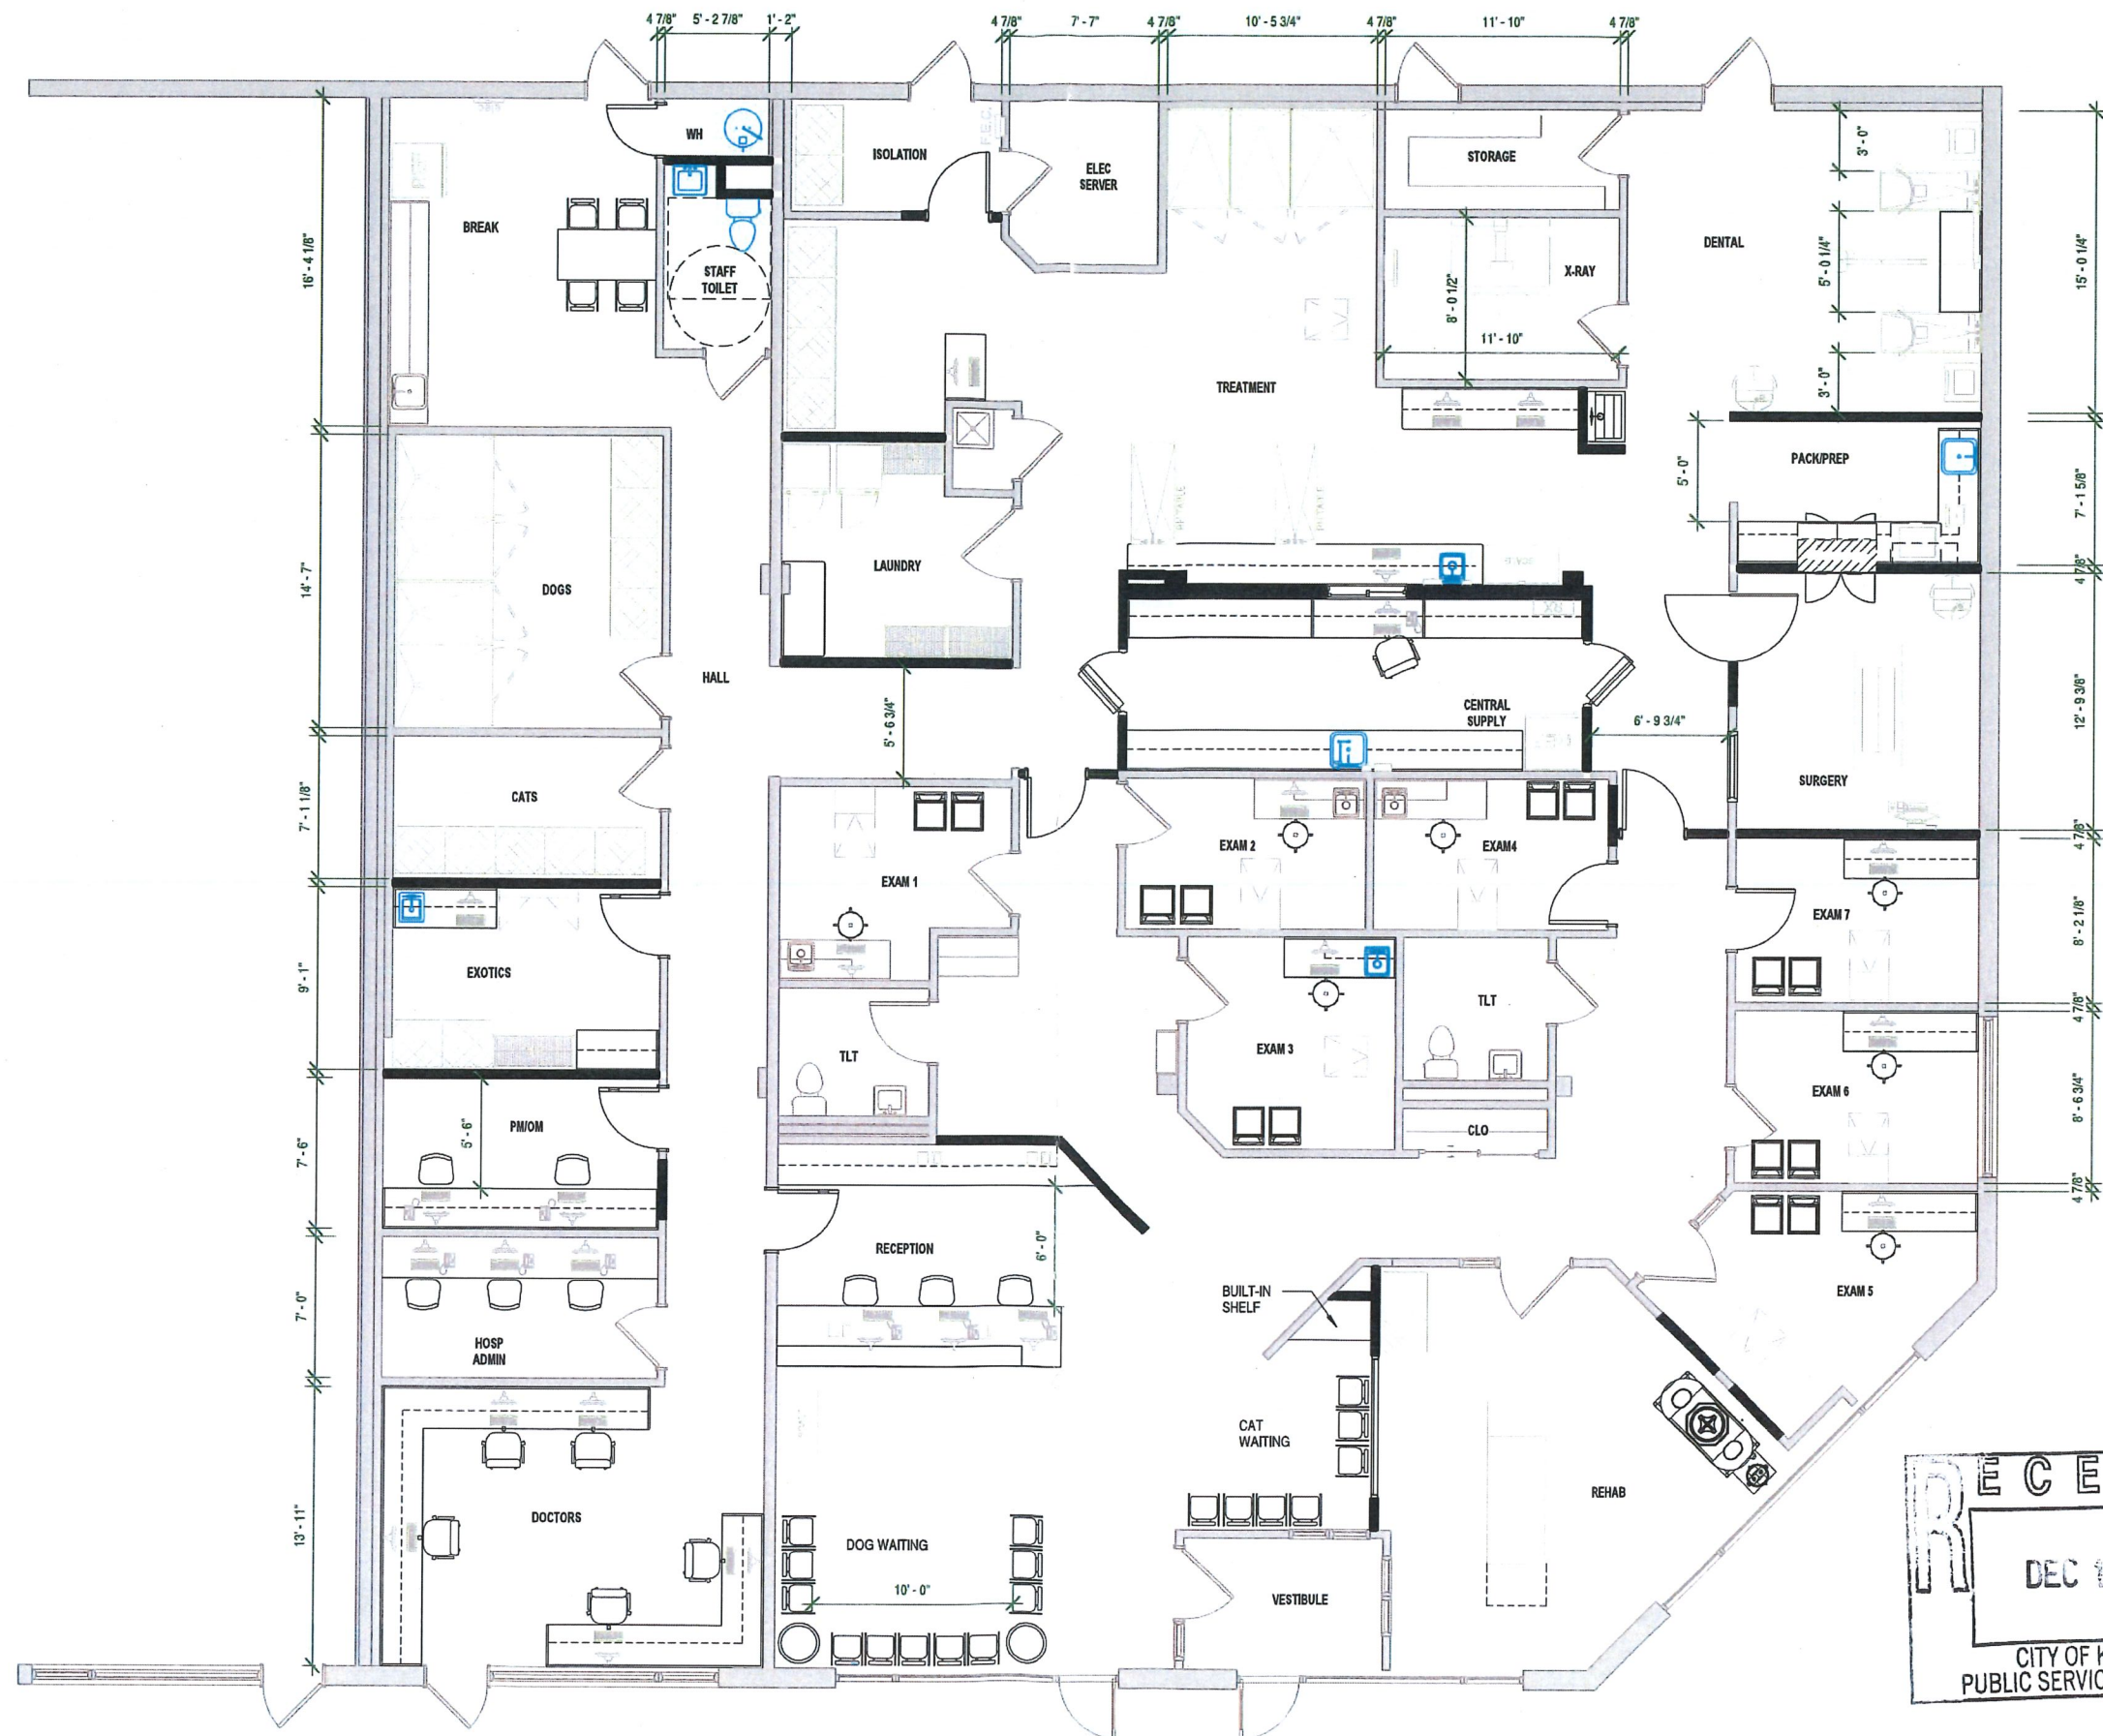 4 7/8" 5' - 2 7/8" 1' - 2" 4 7/8" 7' - 7" 4 7/8" 10' - 5 3/4" 4 7/8" 11' - 10" 4 7/8"
WH
ISOLATION
F.E.C.
ELEC
SERVER
STORAGE
3' - 0"
BREAK
16' - 4 1/8"
STAFF
TOILET
X-RAY
DENTAL
8' - 0 1/2"
5' - 0 1/4"
15' - 0 1/4"
11' - 10"
TREATMENT
3' - 0"
PACK/PREP
5' - 0"
7' - 1 5/8"
LAUNDRY
14' - 7"
DOGS
4 7/8"
HALL
5' - 6 3/4"
CENTRAL
SUPPLY
6' - 9 3/4"
12' - 9 3/8"
SURGERY
CATS
7' - 1 1/8"
4 7/8"
EXAM 1
EXAM 2
EXAM4
EXAM 7
8' - 2 1/8"
EXOTICS
9' - 1"
TLT
EXAM 3
TLT
4 7/8"
EXAM 6
8' - 6 3/4"
PM/OM
5' - 6"
7' - 6"
CLO
4 7/8"
RECEPTION
6' - 0"
BUILT-IN
SHELF
EXAM 5
7' - 0"
HOSP
ADMIN
CAT
WAITING
DOCTORS
13' - 11"
DOG WAITING
10' - 0"
VESTIBULE
REHAB
RECE
DEC 1
CITY OF K
PUBLIC SERVIC